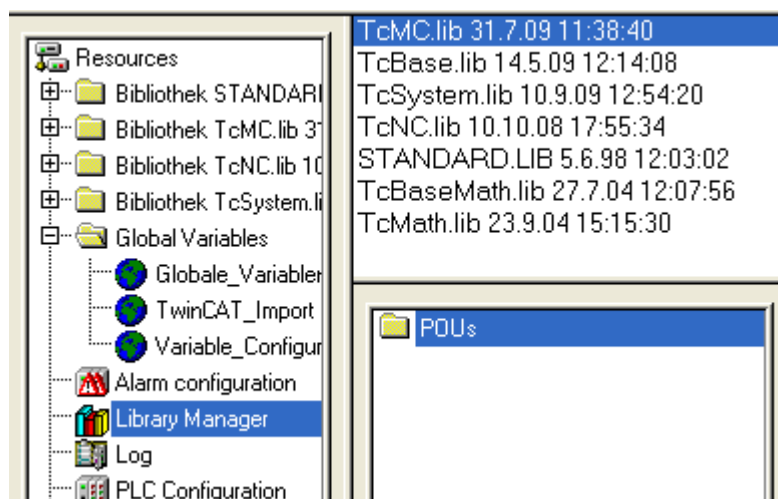 Resources
Bibliothek STANDARI
Bibliothek TcMC.lib 31
Bibliothek TcNC.lib 10
Bibliothek TcSystem.li
Global Variables
Globale_Variablen
TwinCAT_Import
Variable_Configur
Alarm configuration
Library Manager
Log
PLC Configuration
TcMC.lib 31.7.09 11:38:40
TcBase.lib 14.5.09 12:14:08
TcSystem.lib 10.9.09 12:54:20
TcNC.lib 10.10.08 17:55:34
STANDARD.LIB 5.6.98 12:03:02
TcBaseMath.lib 27.7.04 12:07:56
TcMath.lib 23.9.04 15:15:30
POUs